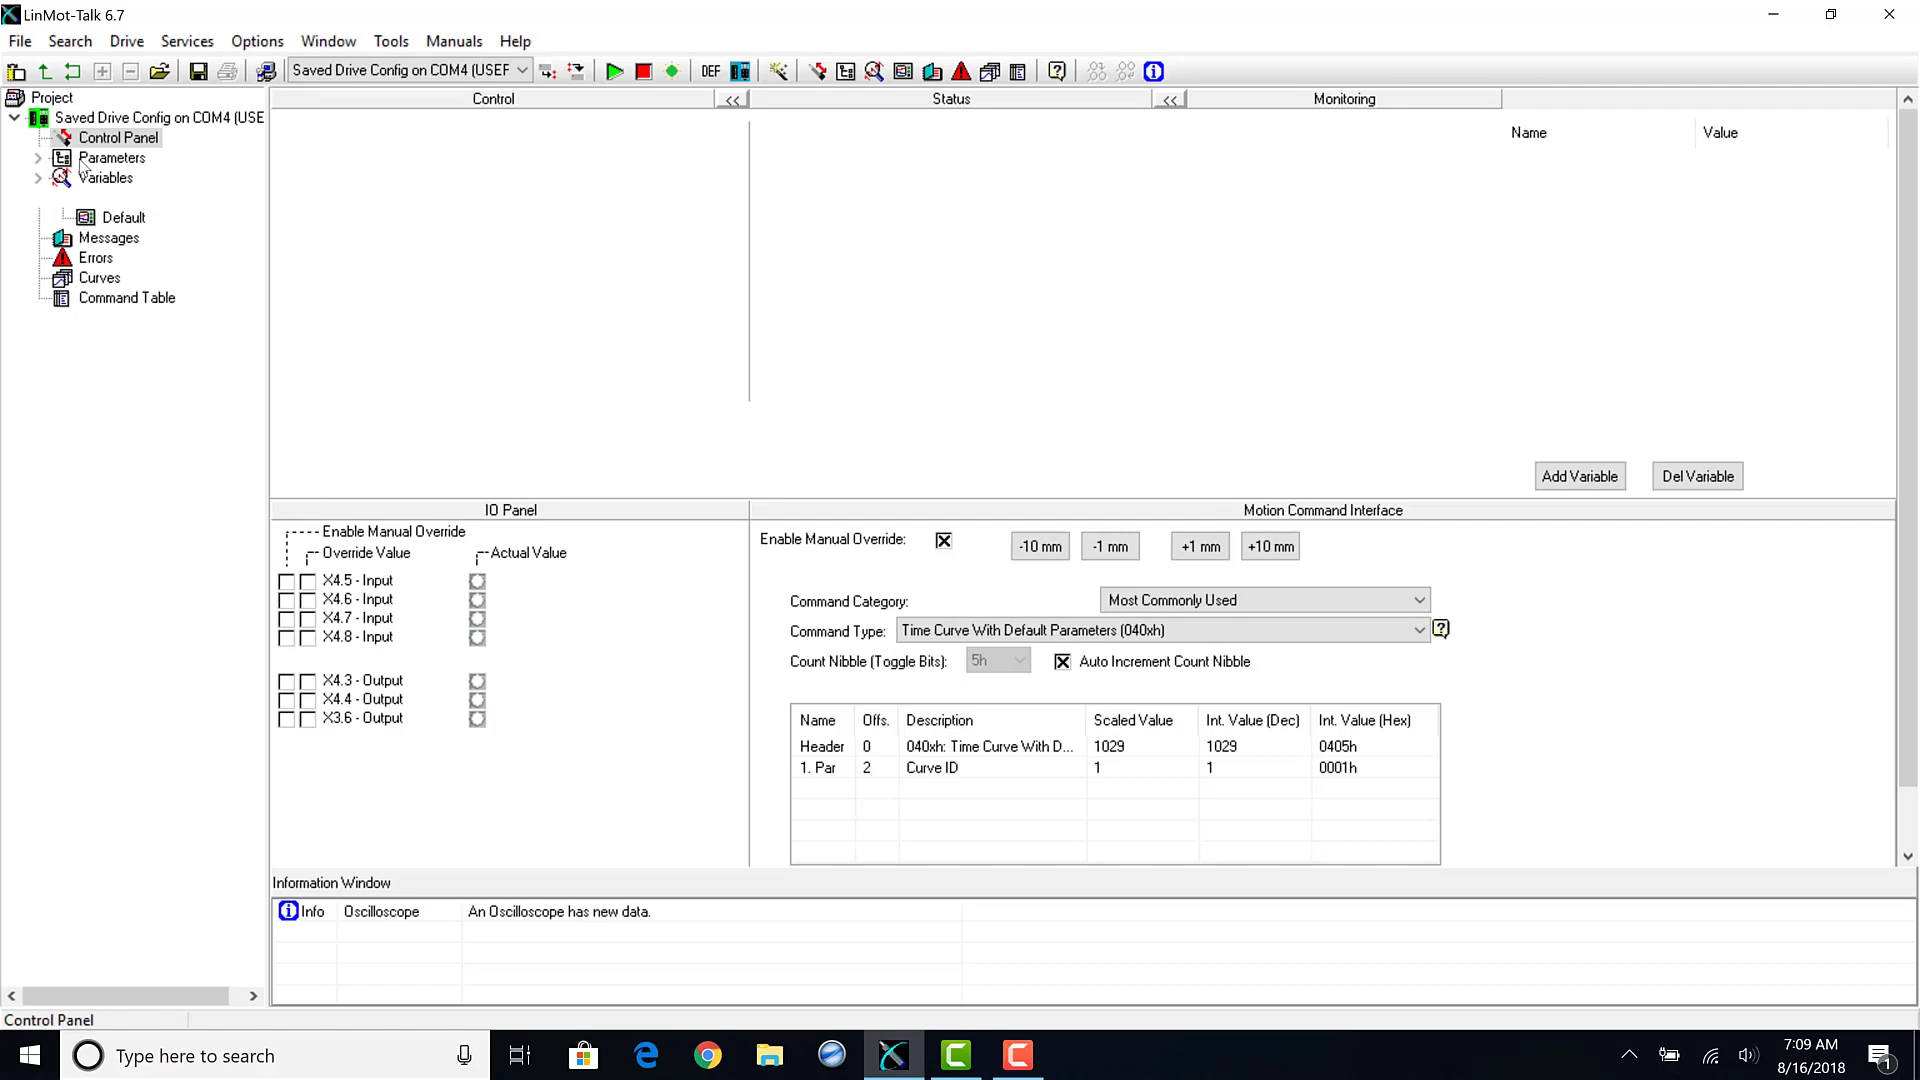 LinMot-Talk 6.7
File Search Drive Services Options Window Tools Manuals Help
Saved Drive Config on COM4 (USEF
DEF
Project
Saved Drive Config on COM4 (USE
Control Panel
Parameters
Variables
Default
Messages
Errors
Curves
Command Table
Control << Status << Monitoring
Name Value
Add Variable Del Variable
IO Panel
Enable Manual Override
Override Value Actual Value
X4.5 - Input
X4.6 - Input
X4.7 - Input
X4.8 - Input
X4.3 - Output
X4.4 - Output
X3.6 - Output
Motion Command Interface
Enable Manual Override: -10 mm -1 mm +1 mm +10 mm
Command Category: Most Commonly Used
Command Type: Time Curve With Default Parameters (040xh)
Count Nibble (Toggle Bits): 5h Auto Increment Count Nibble
Name Offs. Description Scaled Value Int. Value (Dec) Int. Value (Hex)
Header 0 040xh: Time Curve With D... 1029 1029 0405h
1. Par 2 Curve ID 1 1 0001h
Information Window
Info Oscilloscope An Oscilloscope has new data.
Control Panel
Type here to search
7:09 AM
8/16/2018
1